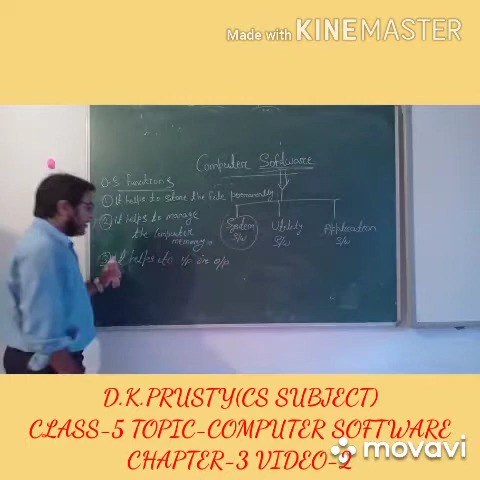 Made with KINEMASTER
Computer Software
O.S Functions
① It helps to store the file permanently
② It helps to manage
the computer
memory
③ It helps i/p o/p
System
S/W
Utility
S/W
Application
S/W
D.K.PRUSTY(CS SUBJECT)
CLASS-5 TOPIC-COMPUTER SOFTWARE
CHAPTER-3 VIDEO-2
movavi